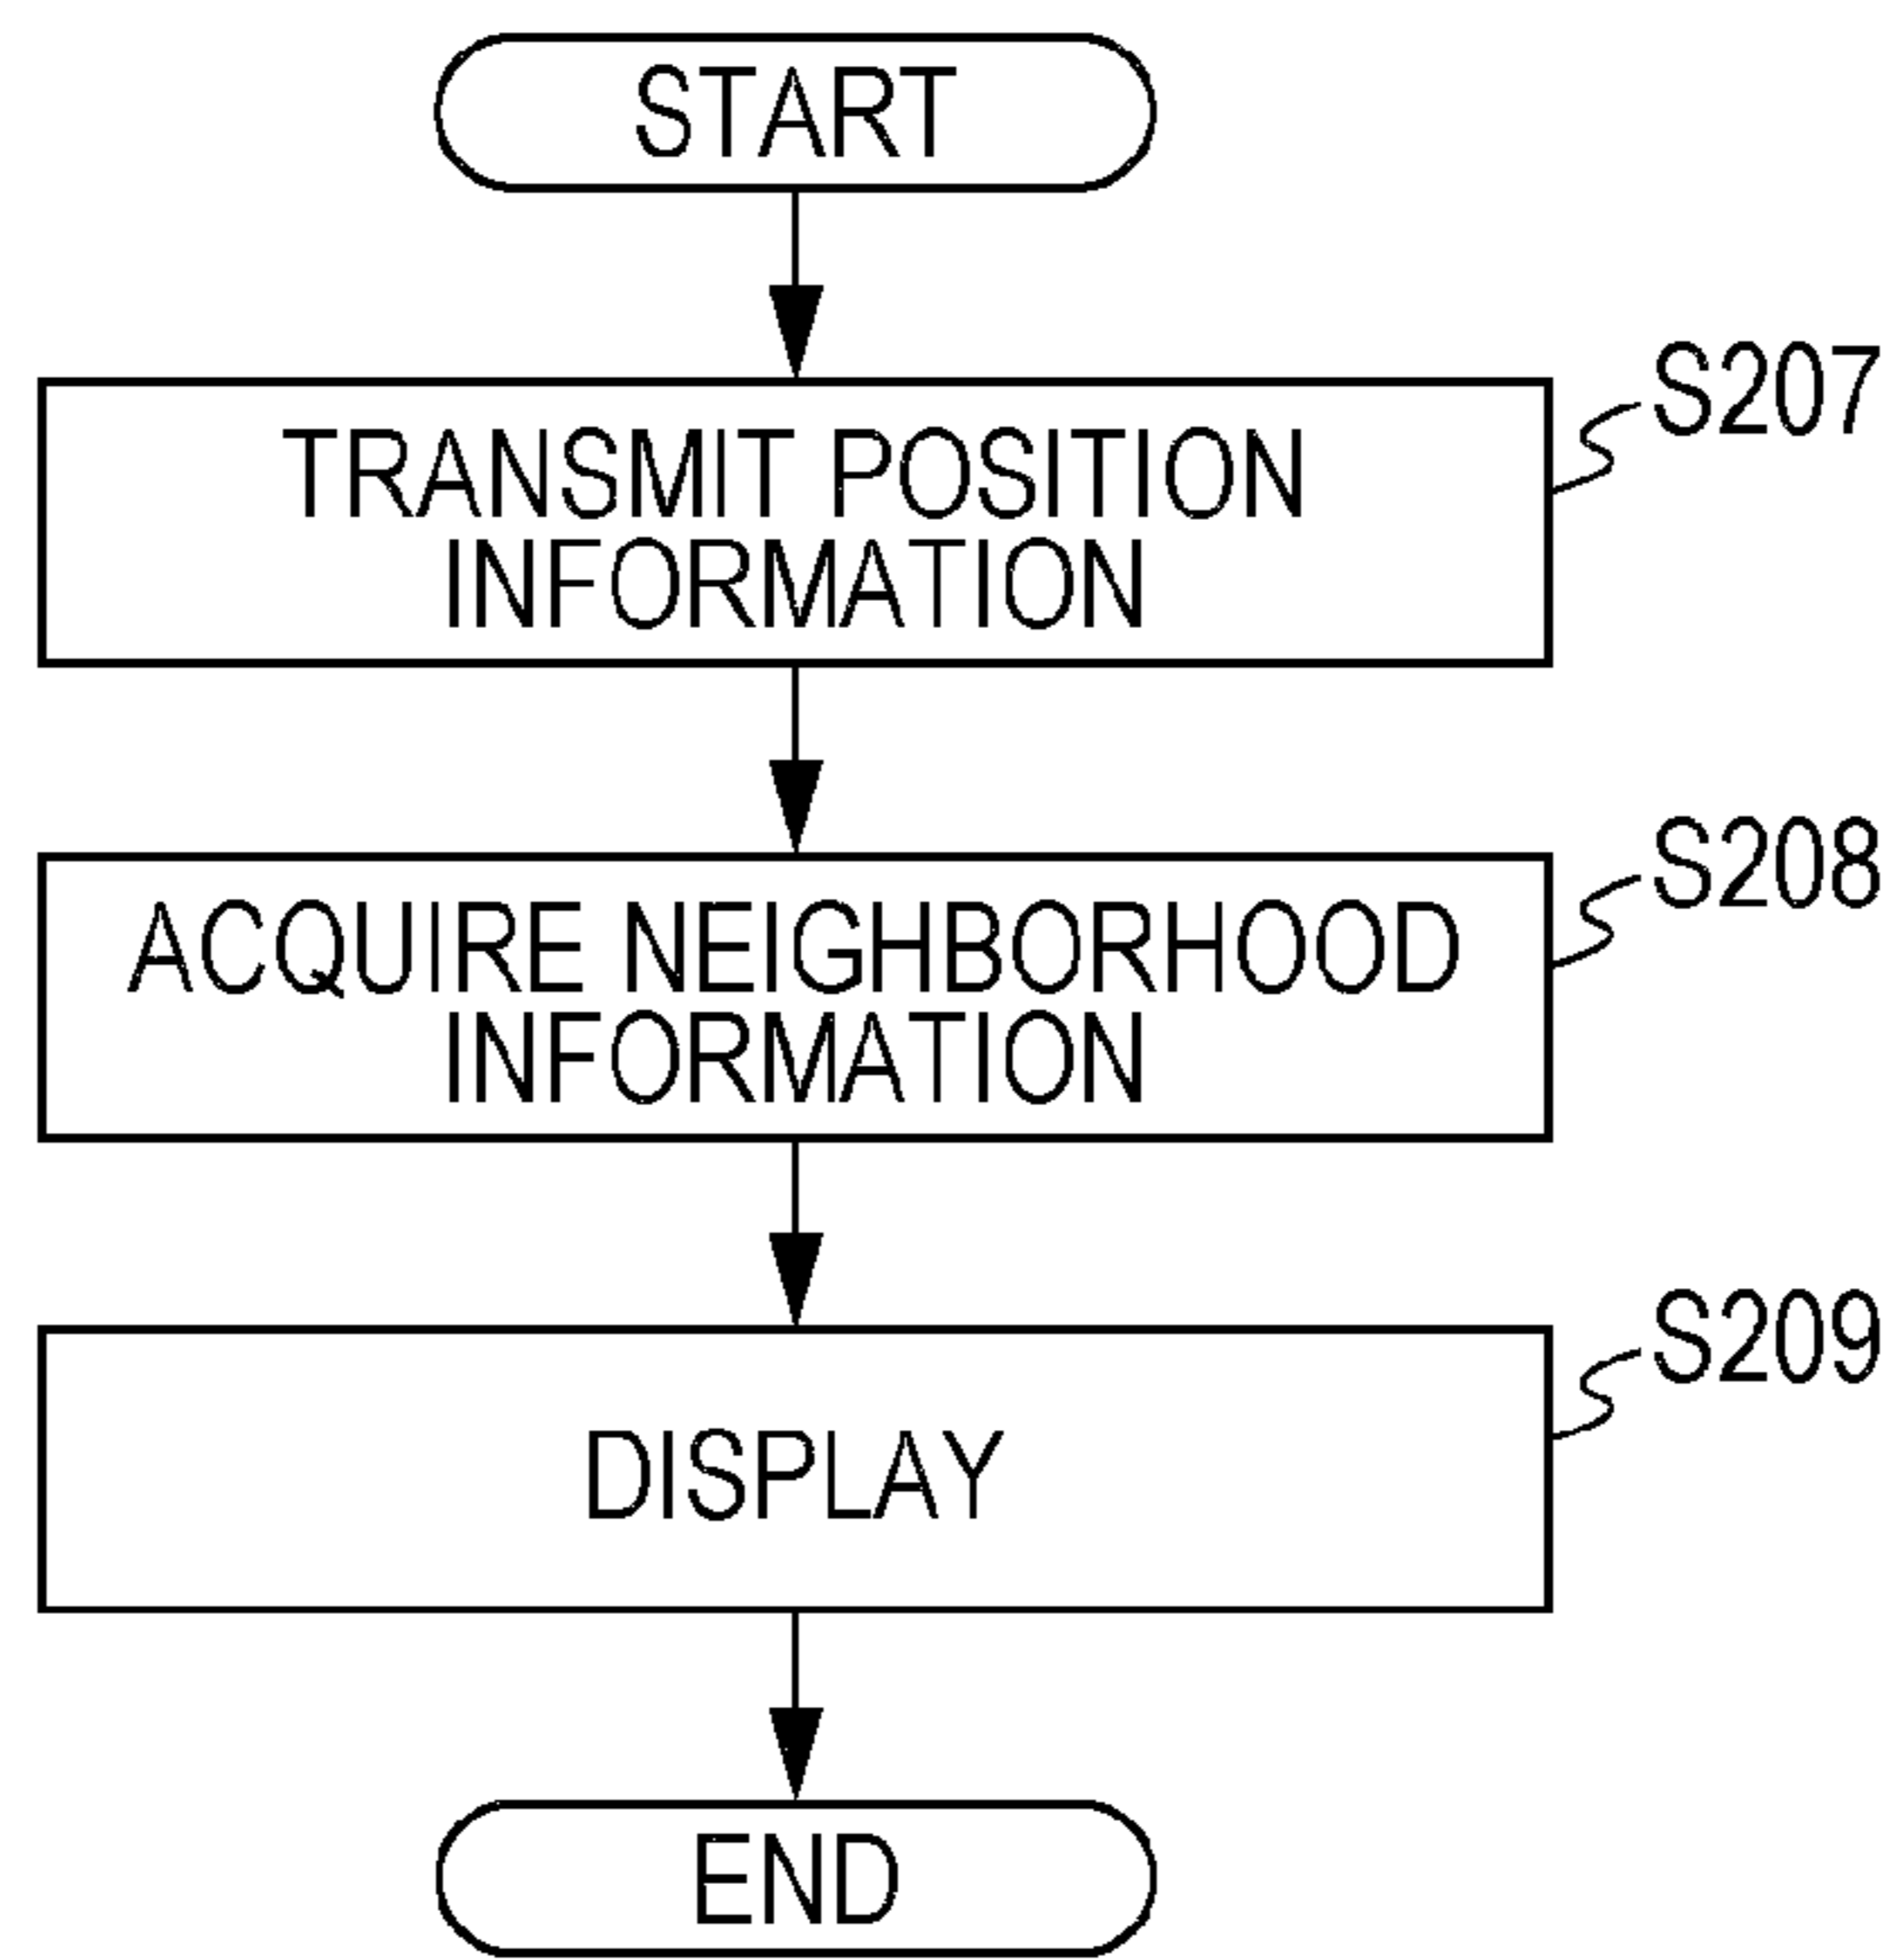 START
S207
TRANSMIT POSITION
INFORMATION
S208
ACQUIRE NEIGHBORHOOD
INFORMATION
S209
DISPLAY
END